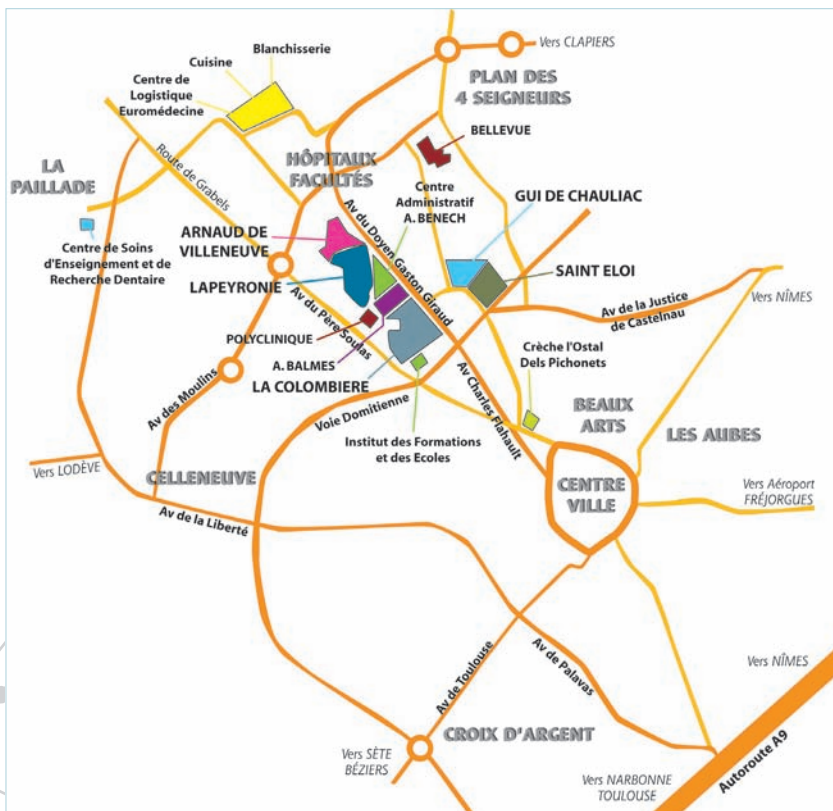 Blanchisserie
Cuisine
Centre de
Logistique
Euromédecine
Vers CLAPIERS
PLAN DES
4 SEIGNEURS
BELLEVUE
LA
PAILLADE
Route de Grabels
HÔPITAUX
FACULTÉS
Centre
Administratif
A. BENECH
GUI DE CHAULIAC
Av du Doyen Gaston Giraud
ARNAUD DE
VILLENEUVE
Centre de Soins
d'Enseignement et de
Recherche Dentaire
LAPEYRONIE
SAINT ELOI
Vers NÎMES
Av de la Justice
de Castelnau
Av du Père Soulas
POLYCLINIQUE
A. BALMES
LA COLOMBIERE
Crèche l'Ostal
Dels Pichonets
Av des Moulins
Voie Domitienne
Av Charles Flahault
BEAUX
ARTS
LES AUBES
Institut des Formations
et des Ecoles
Vers LODÈVE
CELLENEUVE
CENTRE
VILLE
Vers Aéroport
FRÉJORGUES
Av de la Liberté
Av de Toulouse
Av de Palavas
Vers NÎMES
CROIX D'ARGENT
Vers SÈTE
BÉZIERS
Autoroute A9
Vers NARBONNE
TOULOUSE